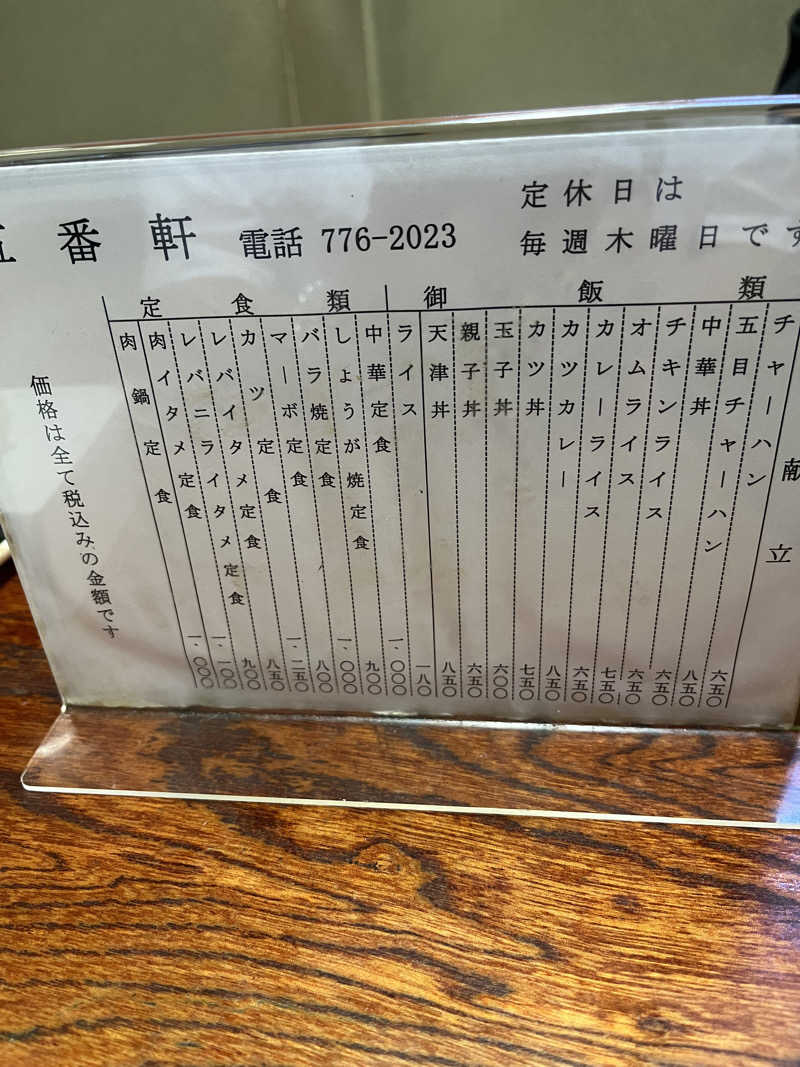 番軒 電話 776-2023
定休日は
毎週木曜日です
献立
御飯類
チャーハン 六五〇
五目チャーハン 八五〇
中華丼 六五〇
チキンライス 六五〇
オムライス 七五〇
カレーライス 六五〇
カツカレー 八五〇
カツ丼 七五〇
玉子丼 六〇〇
親子丼 六五〇
天津丼 八五〇
ライス 一八〇
定食類
中華定食 一、〇〇〇
しょうが焼定食 九〇〇
バラ焼定食 一、〇〇〇
マーボ定食 八〇〇
カツ定食 一、二五〇
レバイタメ定食 八五〇
レバニライタメ定食 九〇〇
肉イタメ定食 一、一〇〇
肉鍋定食 一、〇〇〇
価格は全て税込みの金額です